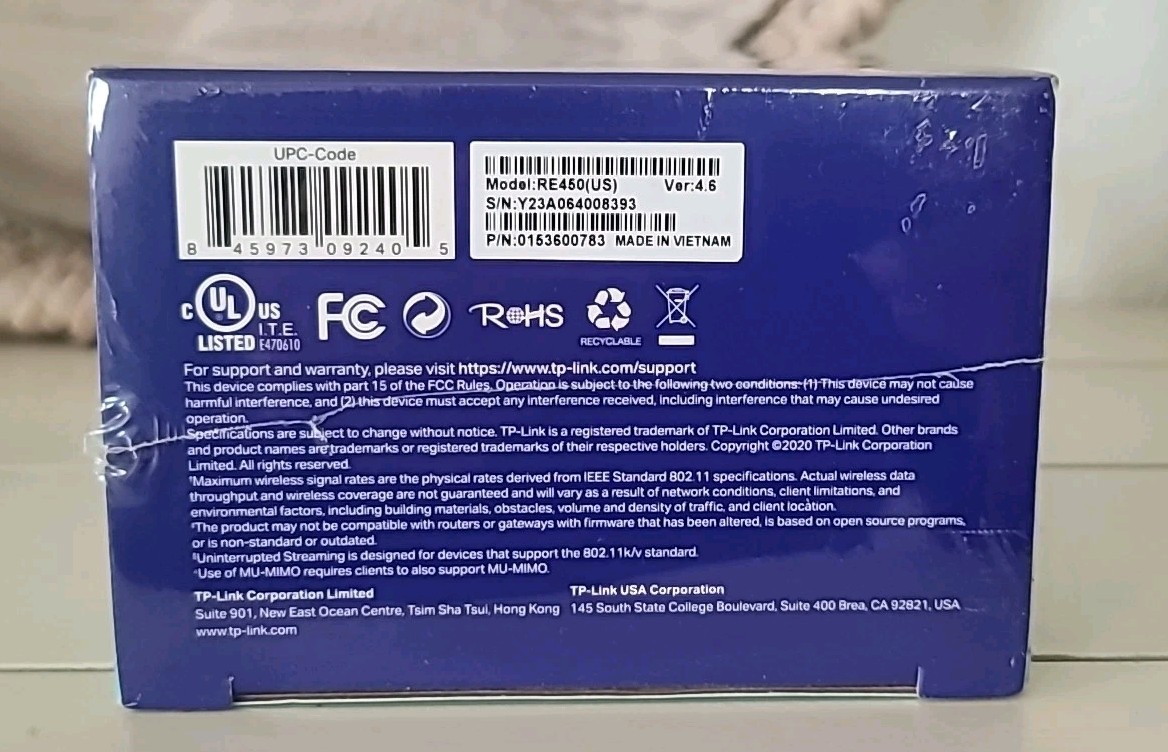 UPC-Code
8 45973 09240 5
Model:RE450(US) Ver:4.6
S/N:Y23A064008393
P/N:0153600783 MADE IN VIETNAM
C UL US
I.T.E.
LISTED E470610
FC
RoHS
RECYCLABLE
For support and warranty, please visit https://www.tp-link.com/support
This device complies with part 15 of the FCC Rules. Operation is subject to the following two conditions: (1) This device may not cause
harmful interference, and (2) this device must accept any interference received, including interference that may cause undesired
operation.
Specifications are subject to change without notice. TP-Link is a registered trademark of TP-Link Corporation Limited. Other brands
and product names are trademarks or registered trademarks of their respective holders. Copyright ©2020 TP-Link Corporation
Limited. All rights reserved.
Maximum wireless signal rates are the physical rates derived from IEEE Standard 802.11 specifications. Actual wireless data
throughput and wireless coverage are not guaranteed and will vary as a result of network conditions, client limitations, and
environmental factors, including building materials, obstacles, volume and density of traffic, and client location.
The product may not be compatible with routers or gateways with firmware that has been altered, is based on open source programs,
or is non-standard or outdated.
Uninterrupted Streaming is designed for devices that support the 802.11k/v standard.
Use of MU-MIMO requires clients to also support MU-MIMO.
TP-Link Corporation Limited
Suite 901, New East Ocean Centre, Tsim Sha Tsui, Hong Kong
www.tp-link.com
TP-Link USA Corporation
145 South State College Boulevard, Suite 400 Brea, CA 92821, USA